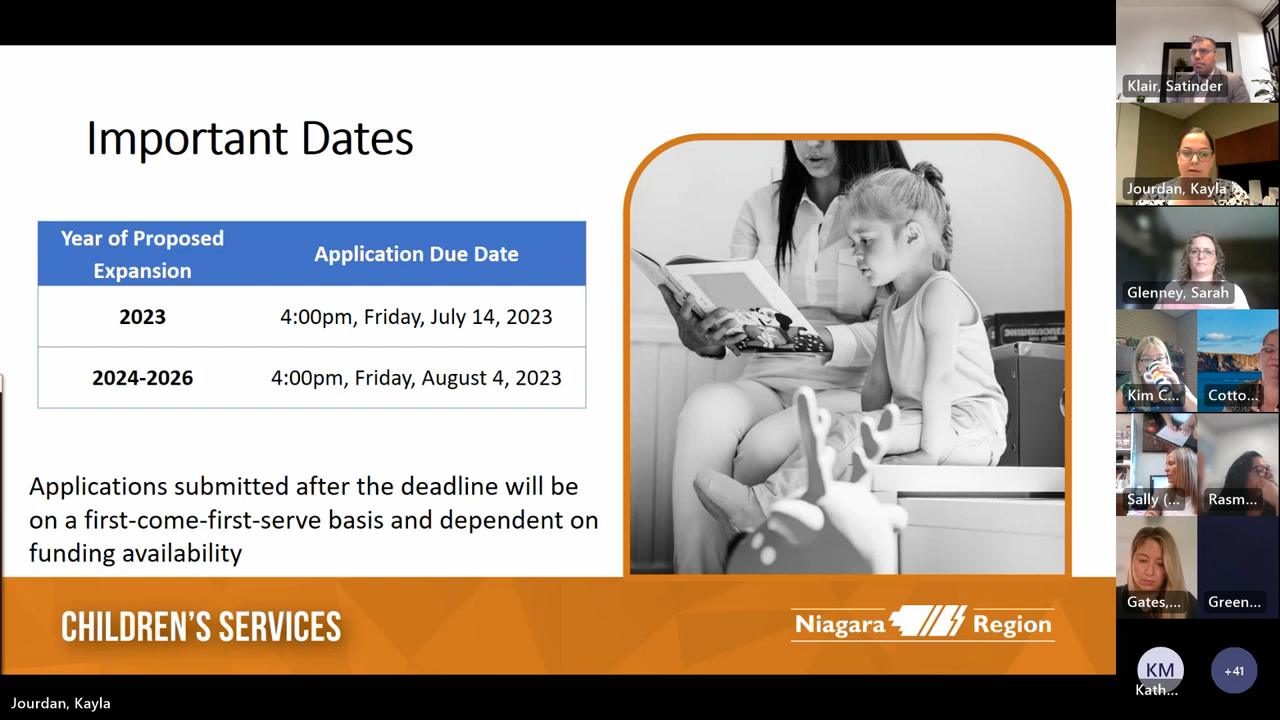 Important Dates
Year of Proposed
Expansion
Application Due Date
2023
4:00pm, Friday, July 14, 2023
2024-2026
4:00pm, Friday, August 4, 2023
Applications submitted after the deadline will be
on a first-come-first-serve basis and dependent on
funding availability
CHILDREN'S SERVICES
Niagara Region
Klair, Satinder
Jourdan, Kayla
Glenney, Sarah
Kim C...
Cotto...
Sally (...
Rasm...
Gates,...
Green...
KM
Kath...
+41
Jourdan, Kayla